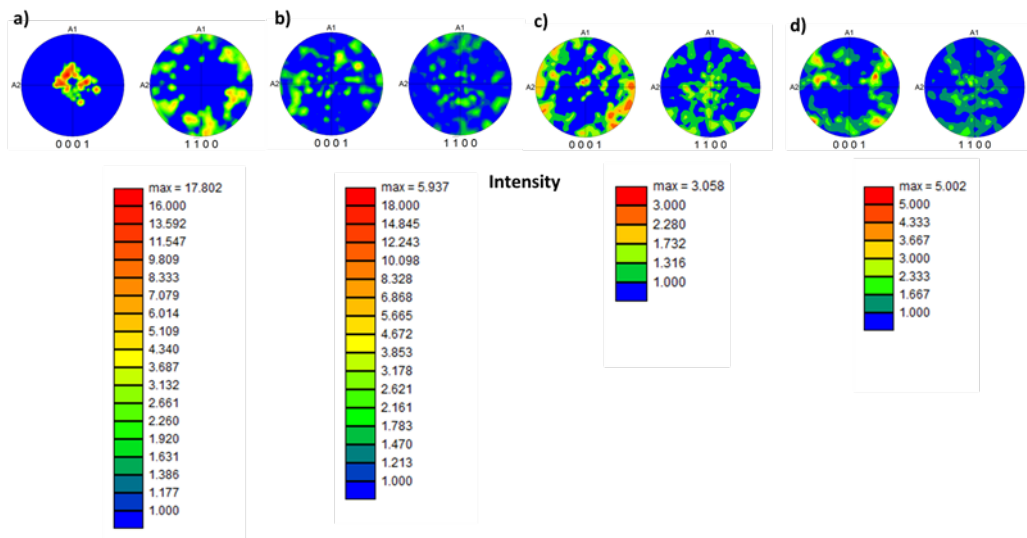 a)
A1
A2
0 0 0 1
A1
1 1 0 0
b)
A1
A2
0 0 0 1
A1
A2
1 1 0 0
c)
A1
A2
0 0 0 1
A1
1 1 0 0
d)
A1
A2
0 0 0 1
A1
1 1 0 0
Intensity
max = 17.802
16.000
13.592
11.547
9.809
8.333
7.079
6.014
5.109
4.340
3.687
3.132
2.661
2.260
1.920
1.631
1.386
1.177
1.000
max = 5.937
18.000
14.845
12.243
10.098
8.328
6.868
5.665
4.672
3.853
3.178
2.621
2.161
1.783
1.470
1.213
1.000
max = 3.058
3.000
2.280
1.732
1.316
1.000
max = 5.002
5.000
4.333
3.667
3.000
2.333
1.667
1.000